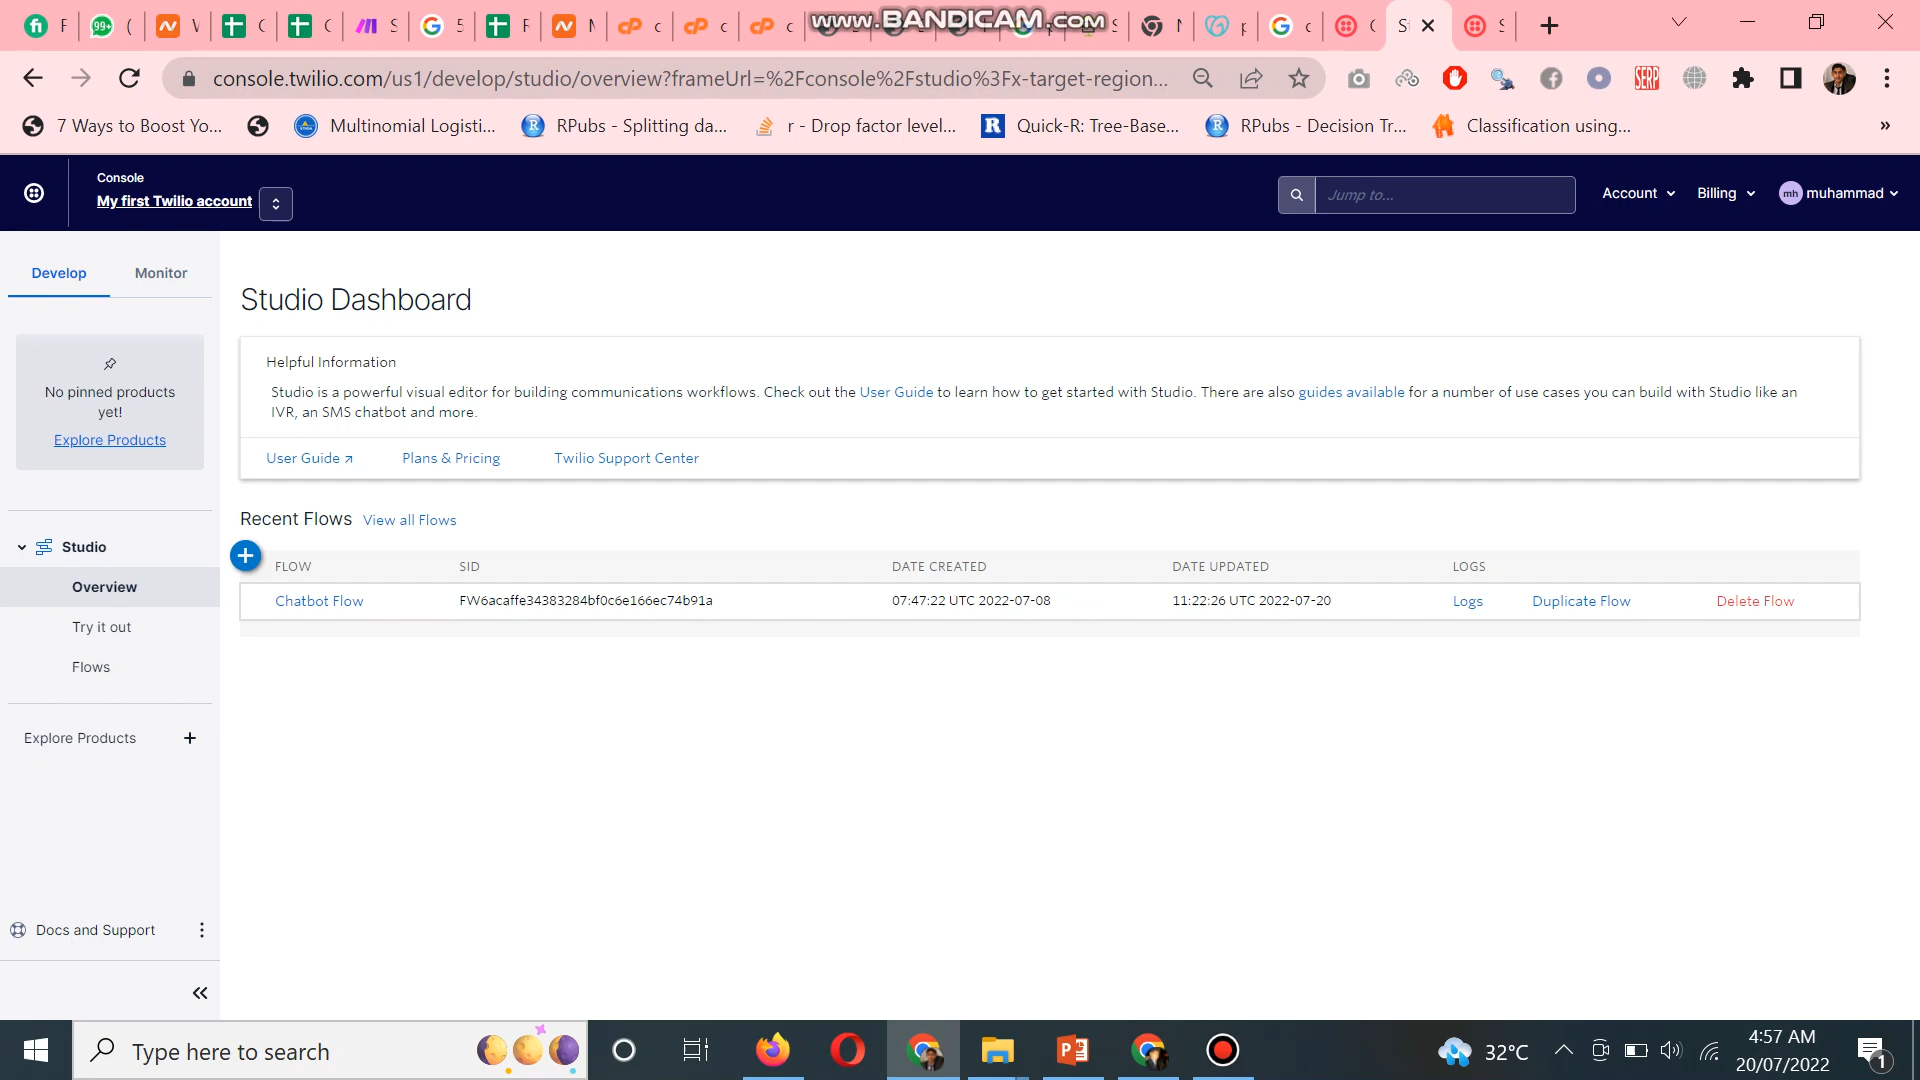 www.BANDICAM.com
console.twilio.com/us1/develop/studio/overview?frameUrl=%2Fconsole%2Fstudio%3Fx-target-region...
7 Ways to Boost Yo...
Multinomial Logisti...
RPubs - Splitting da...
r - Drop factor level...
Quick-R: Tree-Base...
RPubs - Decision Tr...
Classification using...
»
Console
My first Twilio account
Jump to...
Account
Billing
mh muhammad
Develop
Monitor
No pinned products
yet!
Explore Products
Studio
Overview
Try it out
Flows
Explore Products +
Docs and Support
Studio Dashboard
Helpful Information
Studio is a powerful visual editor for building communications workflows. Check out the User Guide to learn how to get started with Studio. There are also guides available for a number of use cases you can build with Studio like an
IVR, an SMS chatbot and more.
User Guide
Plans & Pricing
Twilio Support Center
Recent Flows View all Flows
FLOW SID DATE CREATED DATE UPDATED LOGS
Chatbot Flow FW6acaffe34383284bf0c6e166ec74b91a 07:47:22 UTC 2022-07-08 11:22:26 UTC 2022-07-20 Logs Duplicate Flow Delete Flow
Type here to search
32°C
4:57 AM
20/07/2022
1